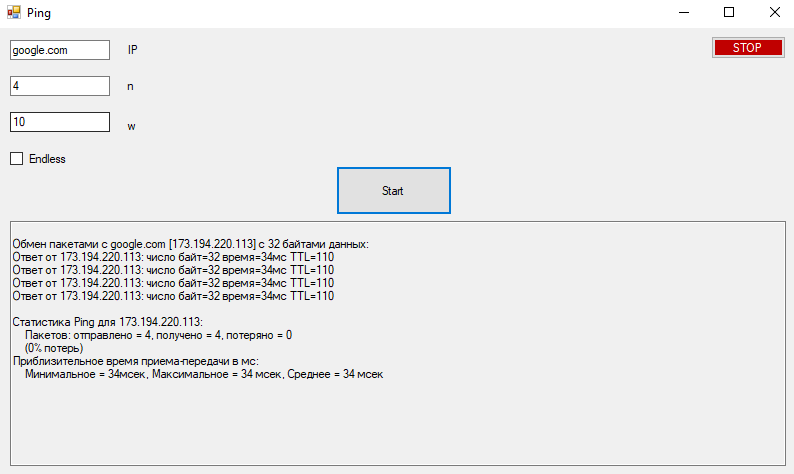 Ping
google.com IP STOP
4 n
10 w
Endless
Start
Обмен пакетами с google.com [173.194.220.113] с 32 байтами данных:
Ответ от 173.194.220.113: число байт=32 время=34мс TTL=110
Ответ от 173.194.220.113: число байт=32 время=34мс TTL=110
Ответ от 173.194.220.113: число байт=32 время=34мс TTL=110
Ответ от 173.194.220.113: число байт=32 время=34мс TTL=110
Статистика Ping для 173.194.220.113:
Пакетов: отправлено = 4, получено = 4, потеряно = 0
(0% потерь)
Приблизительное время приема-передачи в мс:
Минимальное = 34мсек, Максимальное = 34 мсек, Среднее = 34 мсек